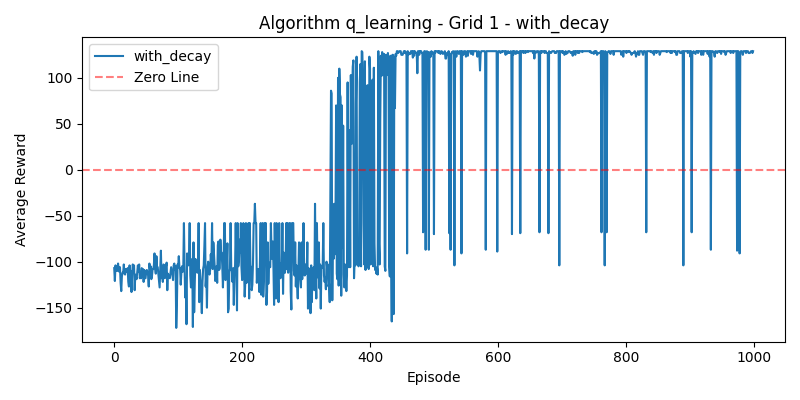 Algorithm q_learning - Grid 1 - with_decay
with_decay
Zero Line
Average Reward
100
50
0
−50
−100
−150
0 200 400 600 800 1000
Episode